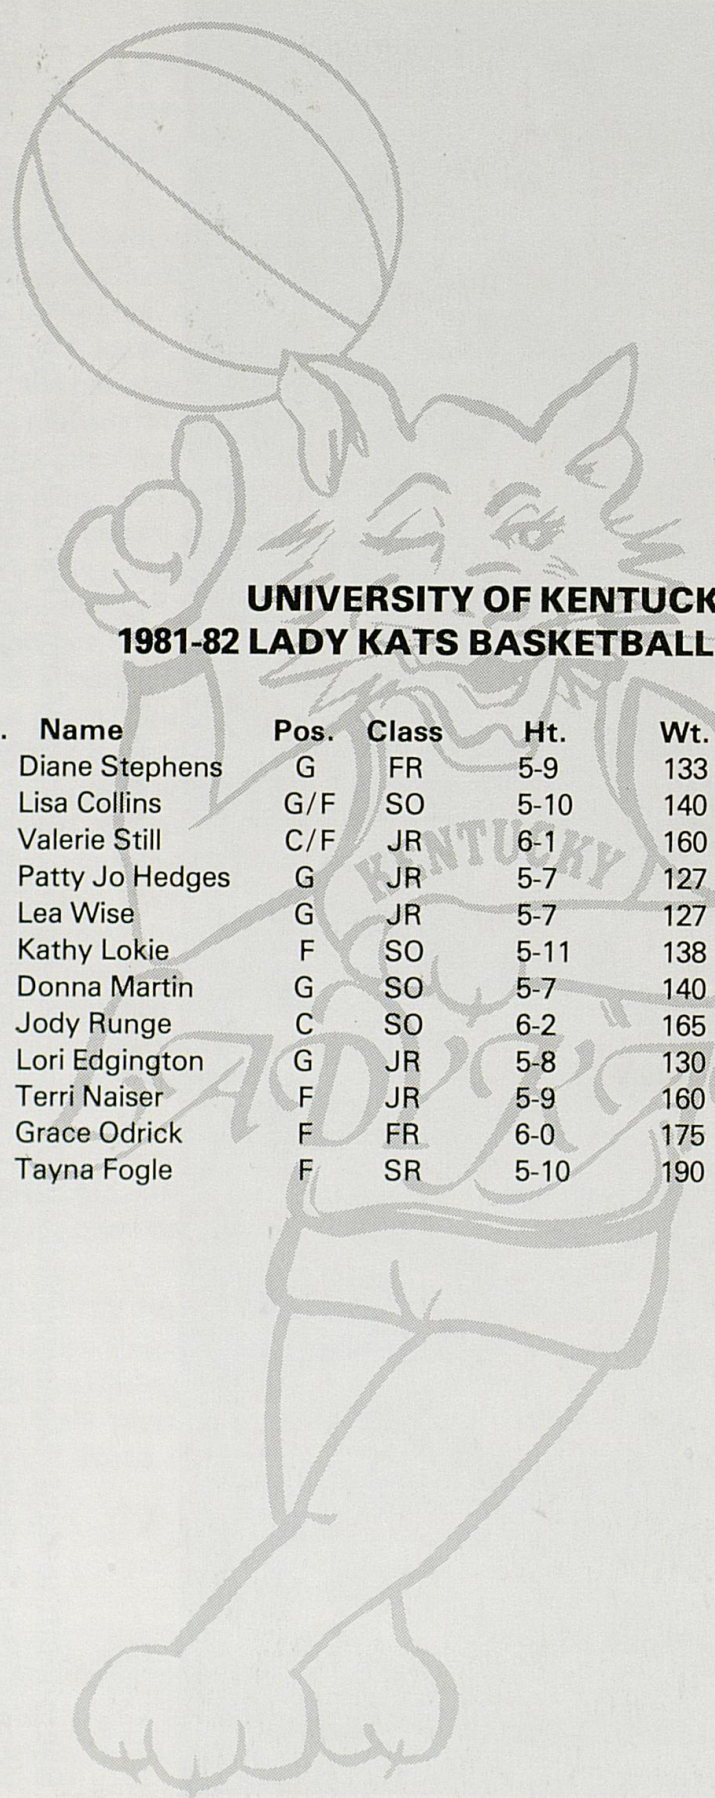 UNIVERSITY OF KENTUCK
1981-82 LADY KATS BASKETBALL
. Name Pos. Class Ht. Wt.
Diane Stephens G FR 5-9 133
Lisa Collins G/F SO 5-10 140
Valerie Still C/F JR 6-1 160
Patty Jo Hedges G JR 5-7 127
Lea Wise G JR 5-7 127
Kathy Lokie F SO 5-11 138
Donna Martin G SO 5-7 140
Jody Runge C SO 6-2 165
Lori Edgington G JR 5-8 130
Terri Naiser F JR 5-9 160
Grace Odrick F FR 6-0 175
Tayna Fogle F SR 5-10 190
KENTUCKY
LADY K